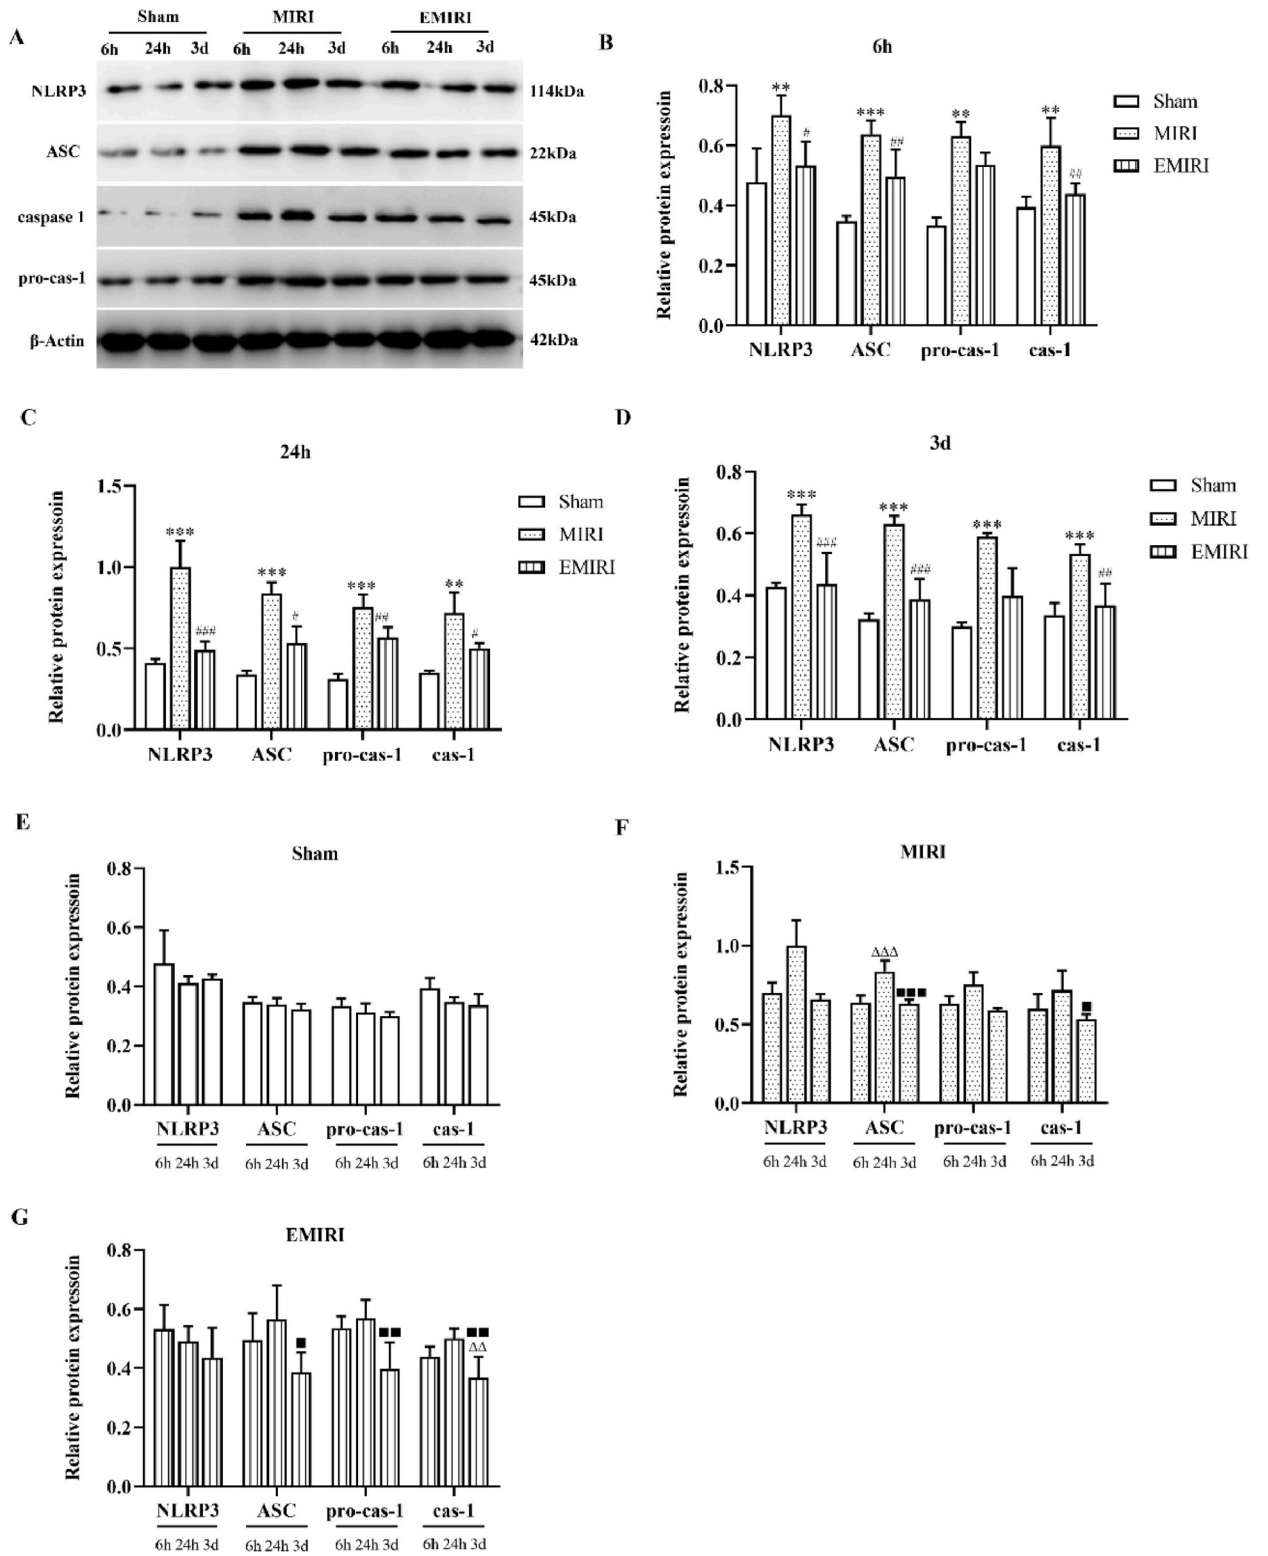 A
Sham MIRI EMIRI
6h 24h 3d 6h 24h 3d 6h 24h 3d
NLRP3 114kDa
ASC 22kDa
caspase 1 45kDa
pro-cas-1 45kDa
β-Actin 42kDa
B
6h
Relative protein expressoin
0.8
0.6
0.4
0.2
0.0
** *** ** **
# ## ##
NLRP3 ASC pro-cas-1 cas-1
Sham
MIRI
EMIRI
C
24h
Relative protein expressoin
1.5
1.0
0.5
0.0
*** *** *** **
### # ## #
NLRP3 ASC pro-cas-1 cas-1
Sham
MIRI
EMIRI
D
3d
Relative protein expressoin
0.8
0.6
0.4
0.2
0.0
*** *** *** ***
### ### ##
NLRP3 ASC pro-cas-1 cas-1
Sham
MIRI
EMIRI
E
Sham
Relative protein expressoin
0.8
0.6
0.4
0.2
0.0
NLRP3 ASC pro-cas-1 cas-1
6h 24h 3d 6h 24h 3d 6h 24h 3d 6h 24h 3d
F
MIRI
Relative protein expressoin
1.5
1.0
0.5
0.0
ΔΔΔ
■■■ ■
NLRP3 ASC pro-cas-1 cas-1
6h 24h 3d 6h 24h 3d 6h 24h 3d 6h 24h 3d
G
EMIRI
Relative protein expressoin
0.8
0.6
0.4
0.2
0.0
■ ■■ ■■
ΔΔ
NLRP3 ASC pro-cas-1 cas-1
6h 24h 3d 6h 24h 3d 6h 24h 3d 6h 24h 3d